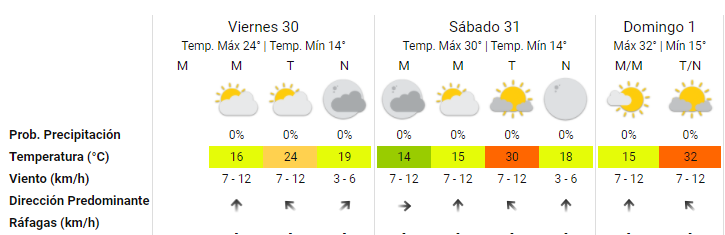 Viernes 30 Sábado 31 Domingo 1
Temp. Máx 24° | Temp. Mín 14° Temp. Máx 30° | Temp. Mín 14° Máx 32° | Mín 15°
M M T N M M T N M/M T/N
Prob. Precipitación 0% 0% 0% 0% 0% 0% 0% 0% 0%
Temperatura (°C) 16 24 19 14 15 30 18 15 32
Viento (km/h) 7 - 12 7 - 12 3 - 6 7 - 12 7 - 12 7 - 12 3 - 6 7 - 12 7 - 12
Dirección Predominante
Ráfagas (km/h)